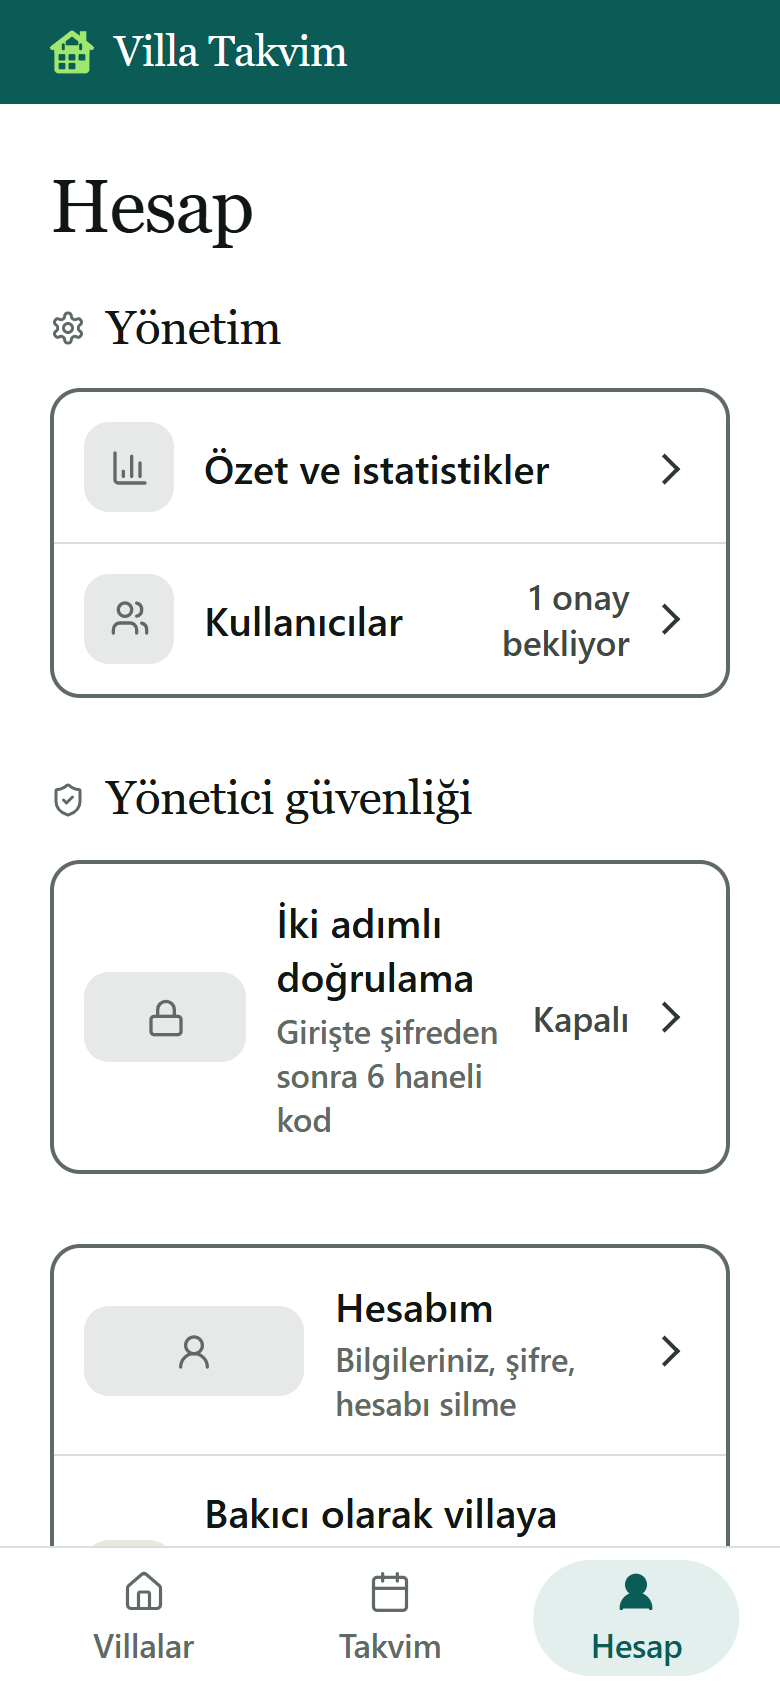 Villa Takvim
Hesap
Yönetim
Özet ve istatistikler
Kullanıcılar
1 onay
bekliyor
Yönetici güvenliği
İki adımlı
doğrulama
Girişte şifreden
sonra 6 haneli
kod
Kapalı
Hesabım
Bilgileriniz, şifre,
hesabı silme
Bakıcı olarak villaya
Villalar
Takvim
Hesap